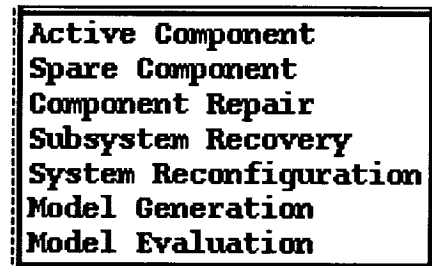 Active Component
Spare Component
Component Repair
Subsystem Recovery
System Reconfiguration
Model Generation
Model Evaluation